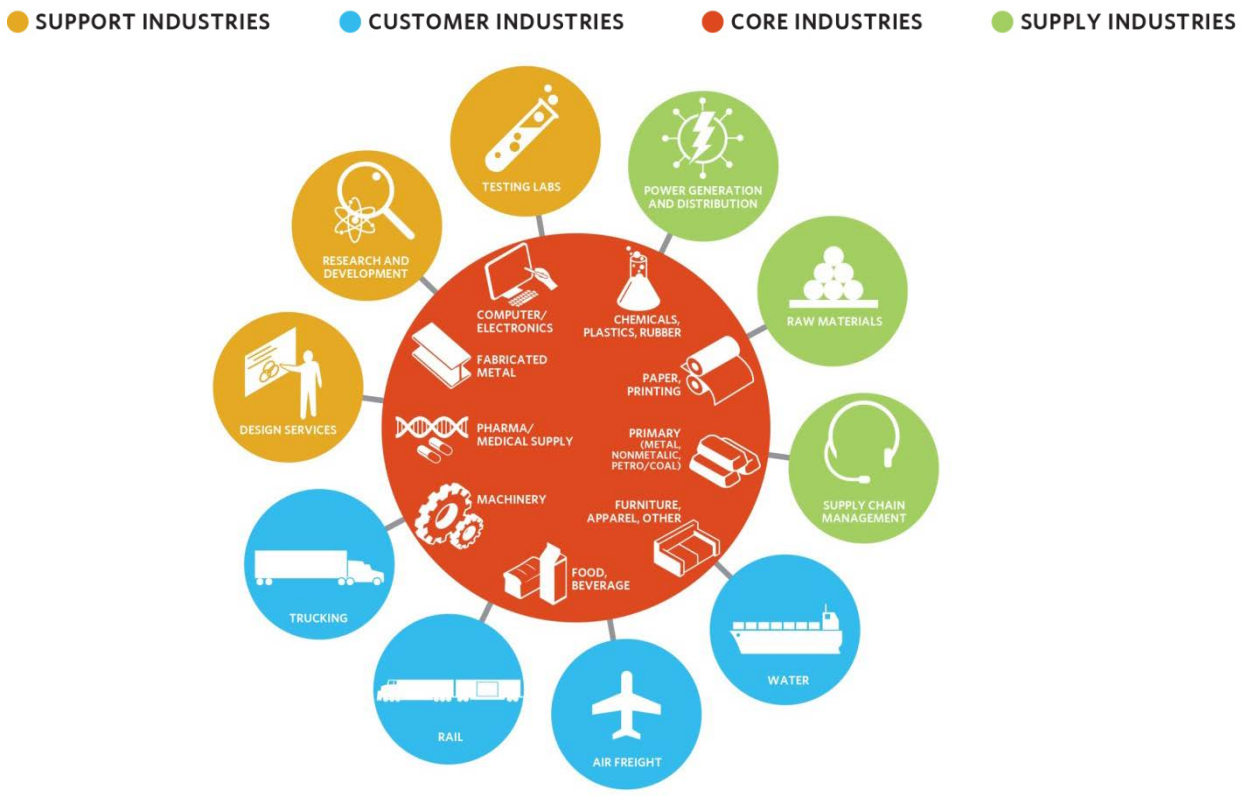 SUPPORT INDUSTRIES
CUSTOMER INDUSTRIES
CORE INDUSTRIES
SUPPLY INDUSTRIES
TESTING LABS
POWER GENERATION
AND DISTRIBUTION
RESEARCH AND
DEVELOPMENT
RAW MATERIALS
DESIGN SERVICES
SUPPLY CHAIN
MANAGEMENT
COMPUTER/
ELECTRONICS
CHEMICALS,
PLASTICS, RUBBER
FABRICATED
METAL
PAPER,
PRINTING
PHARMA/
MEDICAL SUPPLY
PRIMARY
(METAL,
NONMETALIC,
PETRO/COAL)
MACHINERY
FURNITURE,
APPAREL, OTHER
FOOD,
BEVERAGE
TRUCKING
RAIL
AIR FREIGHT
WATER